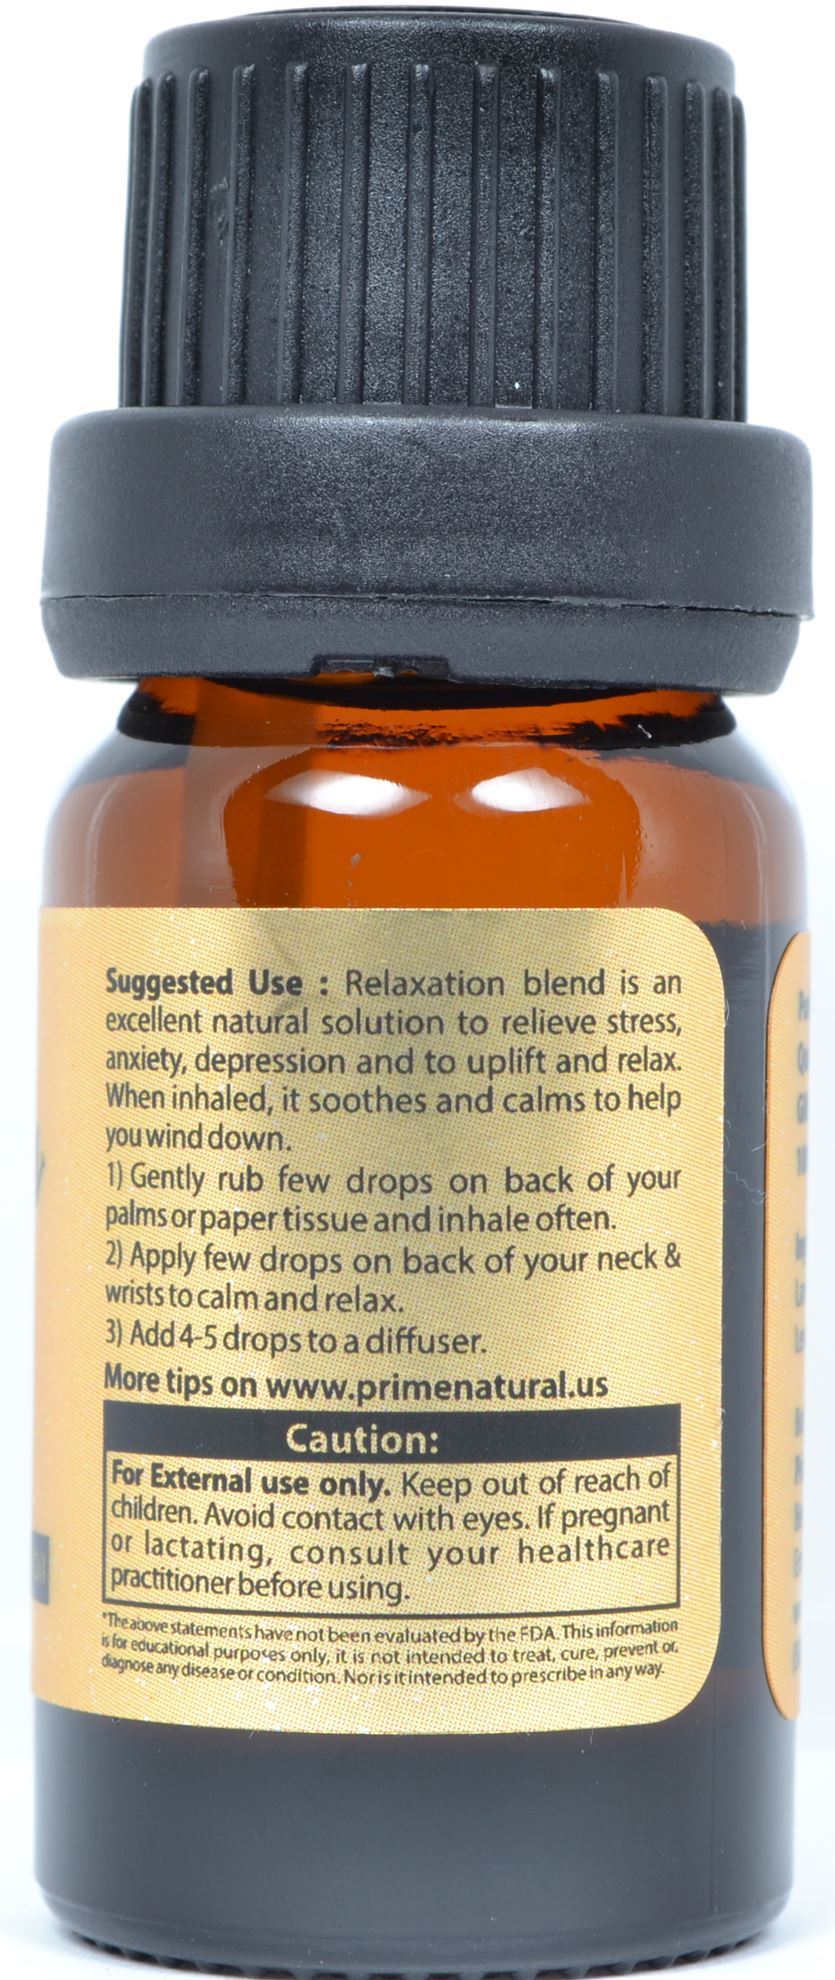 Suggested Use : Relaxation blend is an
excellent natural solution to relieve stress,
anxiety, depression and to uplift and relax.
When inhaled, it soothes and calms to help
you wind down.
1) Gently rub few drops on back of your
palms or paper tissue and inhale often.
2) Apply few drops on back of your neck &
wrists to calm and relax.
3) Add 4-5 drops to a diffuser.
More tips on www.primenatural.us
Caution:
For External use only. Keep out of reach of
children. Avoid contact with eyes. If pregnant
or lactating, consult your healthcare
practitioner before using.
*The above statements have not been evaluated by the FDA. This information
is for educational purposes only, it is not intended to treat, cure, prevent or,
diagnose any disease or condition. Nor is it intended to prescribe in any way.